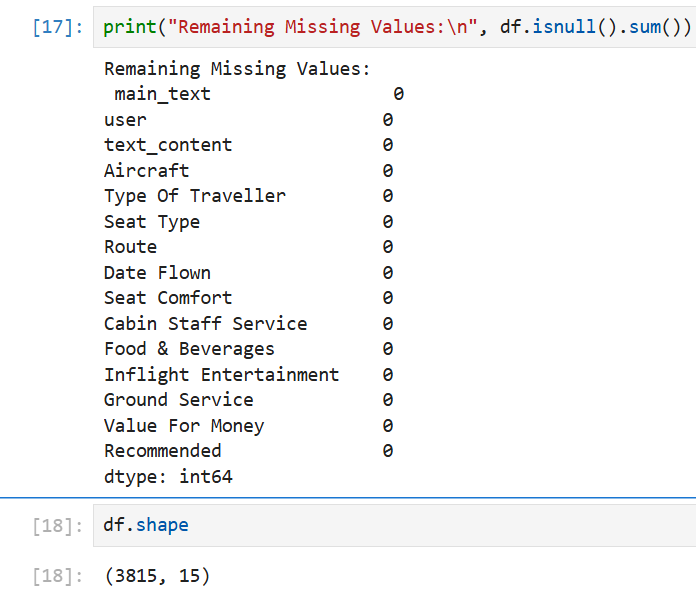 [17]: print("Remaining Missing Values:\n", df.isnull().sum())
Remaining Missing Values:
 main_text                 0
user                      0
text_content              0
Aircraft                  0
Type Of Traveller         0
Seat Type                 0
Route                     0
Date Flown                0
Seat Comfort              0
Cabin Staff Service       0
Food & Beverages          0
Inflight Entertainment    0
Ground Service            0
Value For Money           0
Recommended               0
dtype: int64
[18]: df.shape
[18]: (3815, 15)